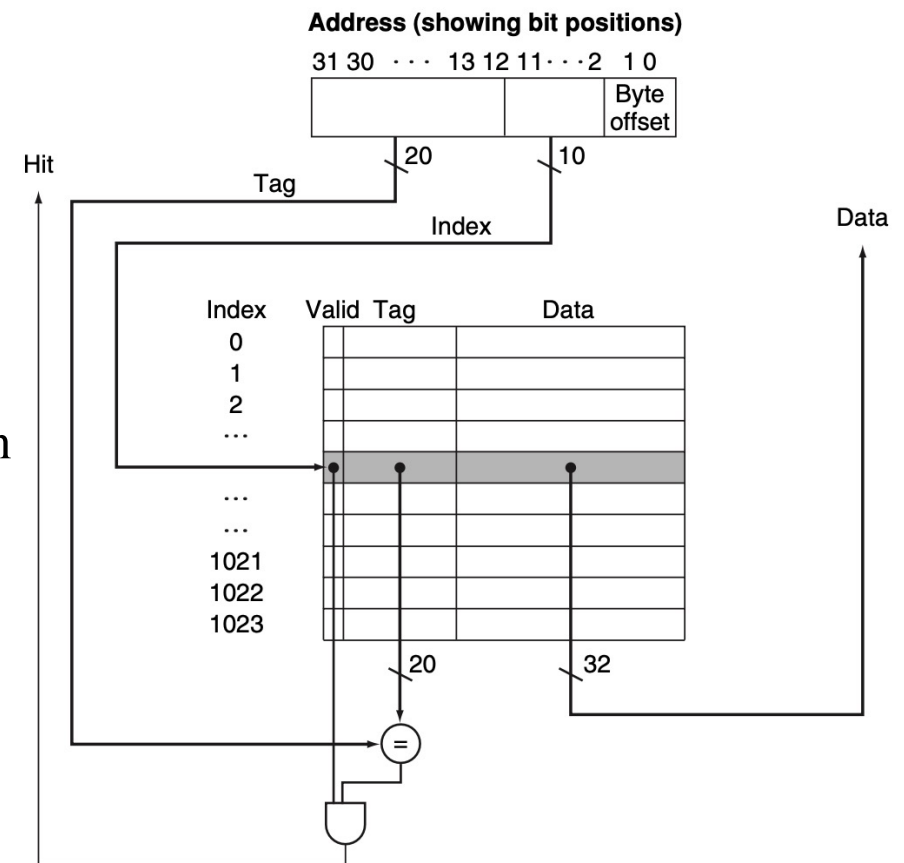 Address (showing bit positions)
31 30 ··· 13 12 11···2 1 0
Byte
offset
20
10
Hit
Tag
Data
Index
Index Valid Tag Data
0
1
2
···
n
···
···
1021
1022
1023
20
32
=